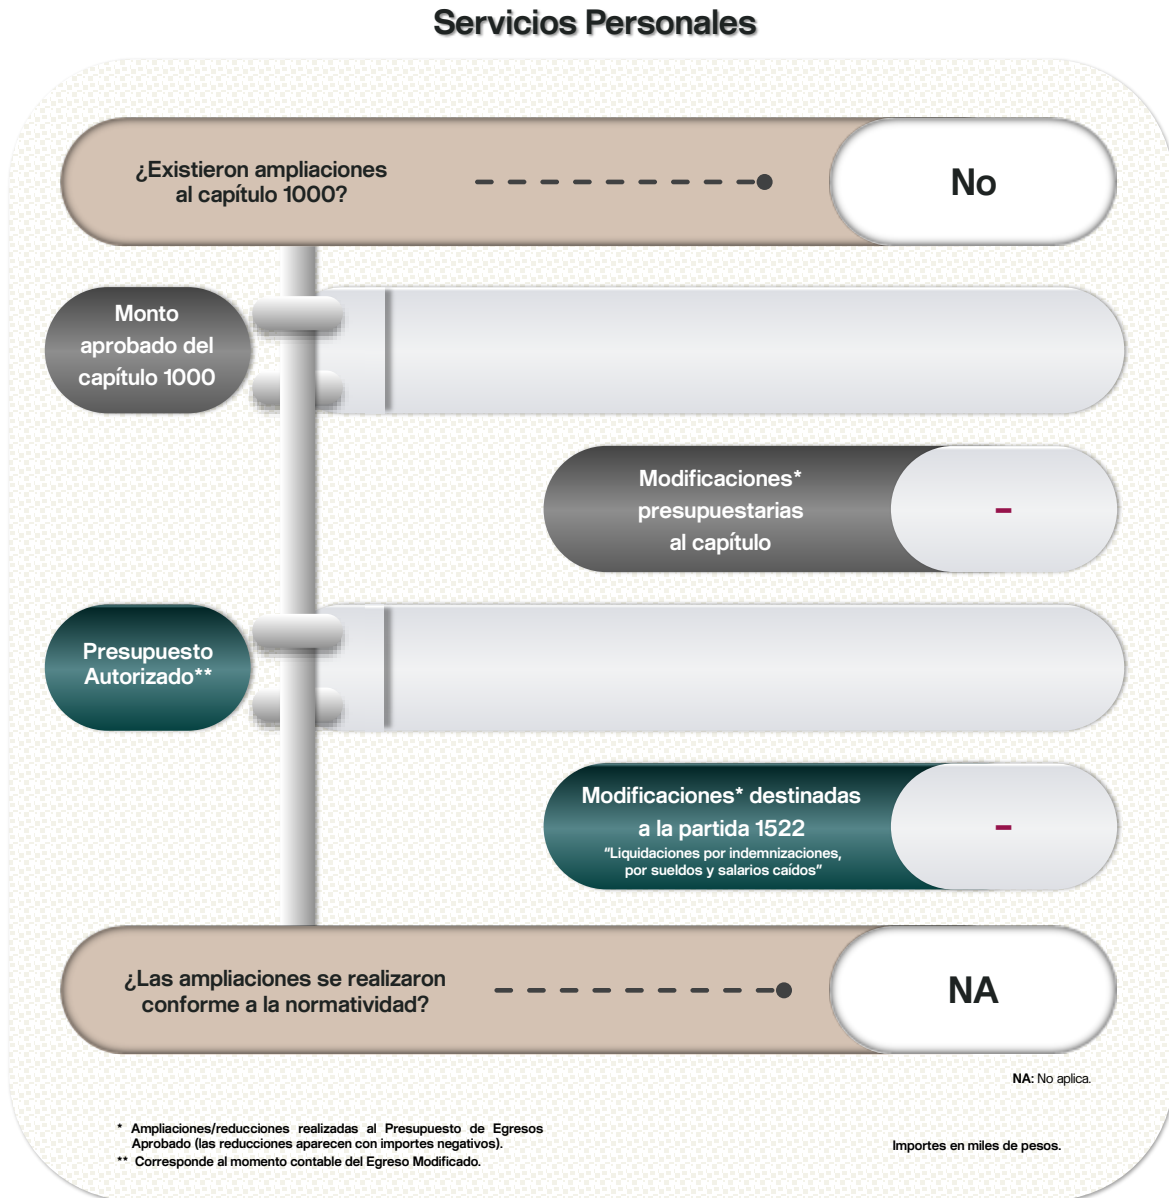 Servicios Personales
¿Existieron ampliaciones
al capítulo 1000?
No
Monto
aprobado del
capítulo 1000
Modificaciones*
presupuestarias
al capítulo
-
Presupuesto
Autorizado**
Modificaciones* destinadas
a la partida 1522
"Liquidaciones por indemnizaciones,
por sueldos y salarios caídos"
-
¿Las ampliaciones se realizaron
conforme a la normatividad?
NA
NA: No aplica.
* Ampliaciones/reducciones realizadas al Presupuesto de Egresos
Aprobado (las reducciones aparecen con importes negativos).
** Corresponde al momento contable del Egreso Modificado.
Importes en miles de pesos.